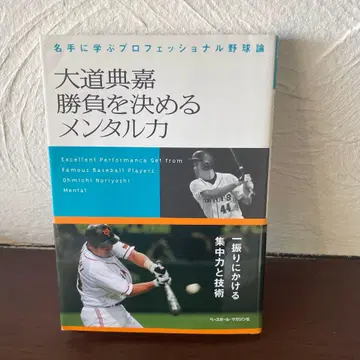 名手に学ぶプロフェッショナル野球論
大道典嘉
勝負を決める
メンタル力
Excellent Performance Get from
Famous Baseball Players
Ohmichi Noriyoshi
Mental
44
一振りにかける
集中力と技術
ベースボール・マガジン社